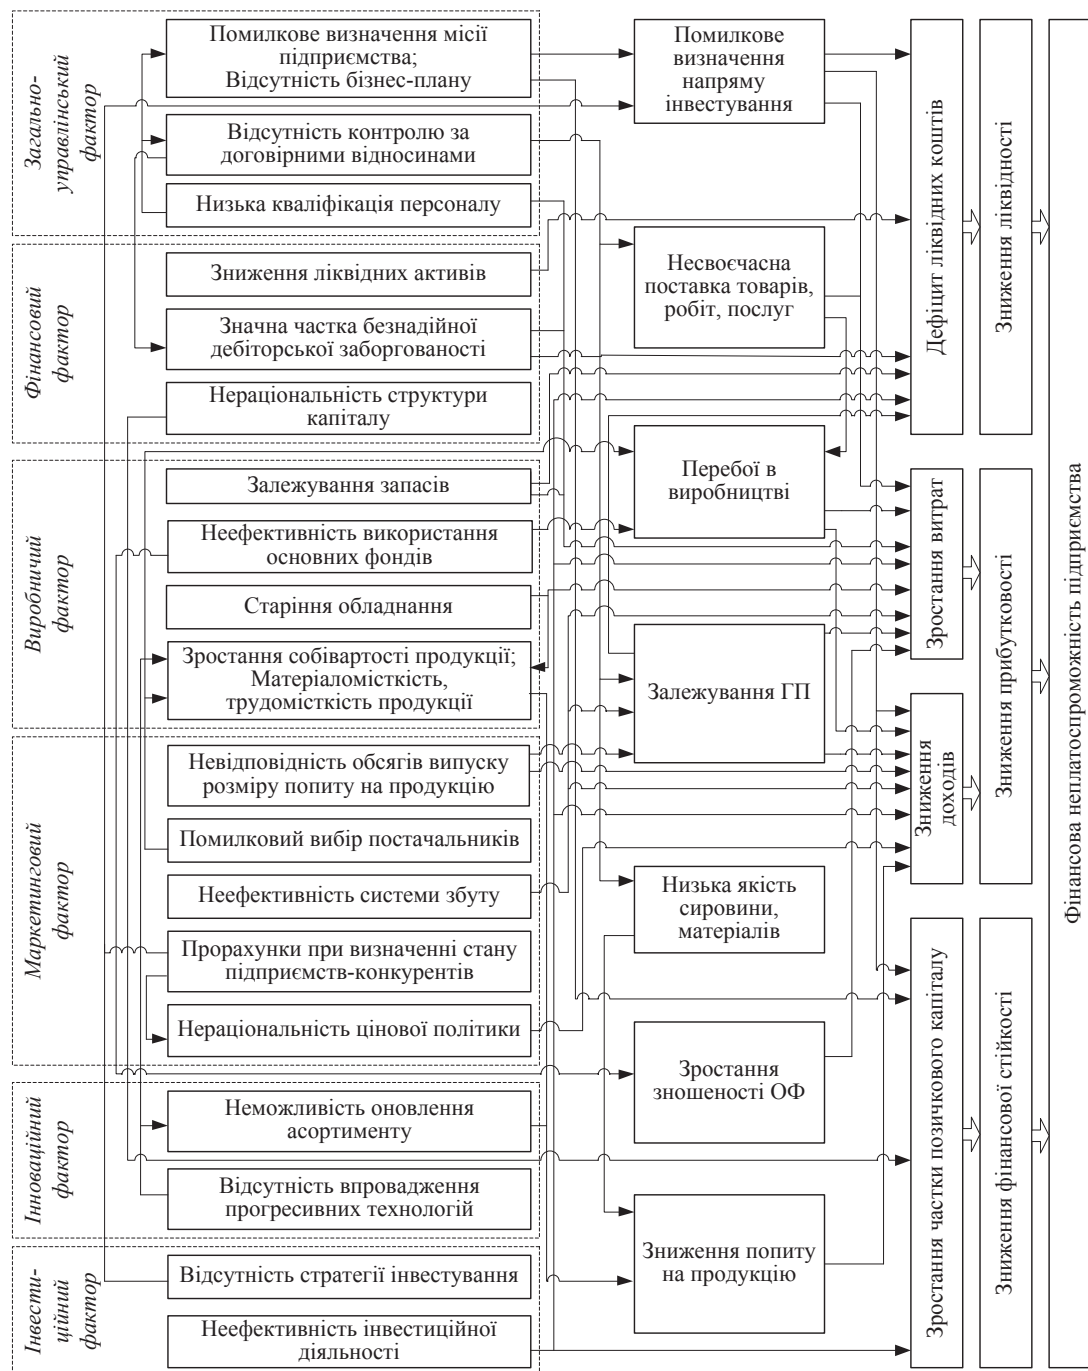 Загально-
управлінський
фактор
Помилкове визначення місії
підприємства;
Відсутність бізнес-плану
Відсутність контролю за
договірними відносинами
Низька кваліфікація персоналу
Фінансовий
фактор
Зниження ліквідних активів
Значна частка безнадійної
дебіторської заборгованості
Нераціональність структури
капіталу
Виробничий
фактор
Залежування запасів
Неефективність використання
основних фондів
Старіння обладнання
Зростання собівартості продукції;
Матеріаломісткість,
трудомісткість продукції
Маркетинговий
фактор
Невідповідність обсягів випуску
розміру попиту на продукцію
Помилковий вибір постачальників
Неефективність системи збуту
Прорахунки при визначенні стану
підприємств-конкурентів
Нераціональність цінової політики
Інноваційний
фактор
Неможливість оновлення
асортименту
Відсутність впровадження
прогресивних технологій
Інвести-
ційний
фактор
Відсутність стратегії інвестування
Неефективність інвестиційної
діяльності
Помилкове
визначення
напряму
інвестування
Несвоєчасна
поставка товарів,
робіт, послуг
Перебої в
виробництві
Залежування ГП
Низька якість
сировини,
матеріалів
Зростання
зношеності ОФ
Зниження попиту
на продукцію
Дефіцит ліквідних коштів
Зростання витрат
Зниження
доходів
Зростання частки позичкового капіталу
Зниження ліквідності
Зниження прибутковості
Зниження фінансової стійкості
Фінансова неплатоспроможність підприємства